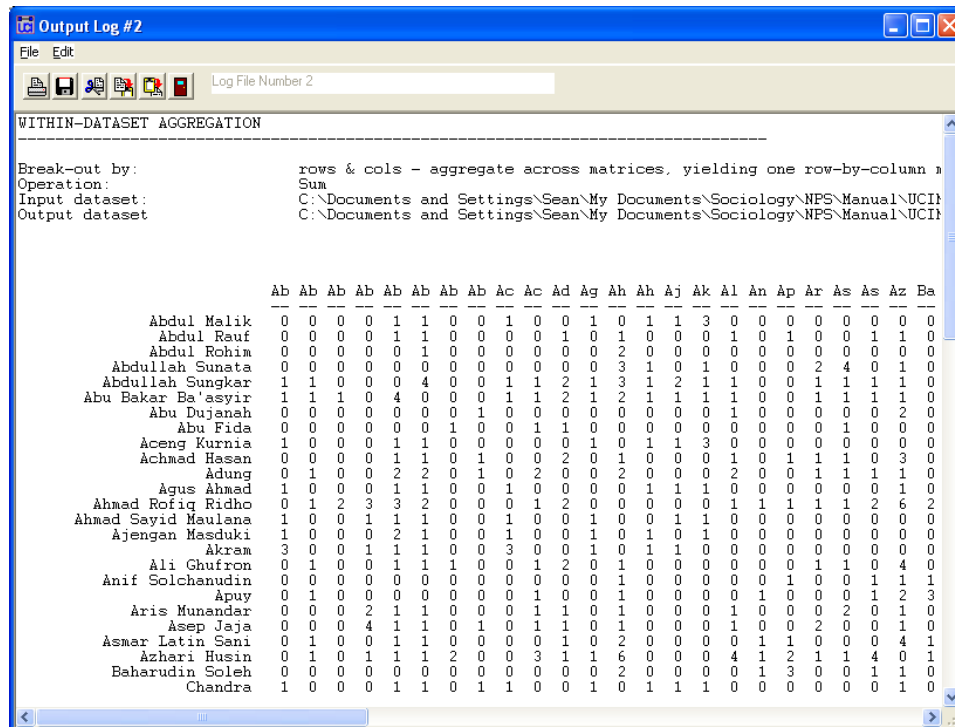 Output Log #2
File Edit
Log File Number 2
WITHIN-DATASET AGGREGATION
--------------------------------------------------------------------------------
Break-out by: rows & cols - aggregate across matrices, yielding one row-by-column m
Operation: Sum
Input dataset: C:\Documents and Settings\Sean\My Documents\Sociology\NPS\Manual\UCIN
Output dataset C:\Documents and Settings\Sean\My Documents\Sociology\NPS\Manual\UCIN
Ab Ab Ab Ab Ab Ab Ab Ab Ac Ac Ad Ag Ah Ah Aj Ak Al An Ap Ar As As Az Ba
-- -- -- -- -- -- -- -- -- -- -- -- -- -- -- -- -- -- -- -- -- -- -- --
Abdul Malik 0 0 0 0 1 1 0 0 1 0 0 1 0 1 1 3 0 0 0 0 0 0 0 0
Abdul Rauf 0 0 0 0 1 1 0 0 0 0 1 0 1 0 0 0 1 0 1 0 0 1 1 0
Abdul Rohim 0 0 0 0 0 1 0 0 0 0 0 0 2 0 0 0 0 0 0 0 0 0 0 0
Abdullah Sunata 0 0 0 0 0 0 0 0 0 0 0 0 3 1 0 1 0 0 0 2 4 0 1 0
Abdullah Sungkar 1 1 0 0 0 4 0 0 1 1 2 1 3 1 2 1 1 0 0 1 1 1 1 0
Abu Bakar Ba'asyir 1 1 1 0 4 0 0 0 1 1 2 1 2 1 1 1 1 0 0 1 1 1 1 0
Abu Dujanah 0 0 0 0 0 0 0 1 0 0 0 0 0 0 0 0 1 0 0 0 0 0 2 0
Abu Fida 0 0 0 0 0 0 1 0 0 1 1 0 0 0 0 0 0 0 0 0 1 0 0 0
Aceng Kurnia 1 0 0 0 1 1 0 0 0 0 0 1 0 1 1 3 0 0 0 0 0 0 0 0
Achmad Hasan 0 0 0 0 1 1 0 1 0 0 2 0 1 0 0 0 1 0 1 1 1 0 3 0
Adung 0 1 0 0 2 2 0 1 0 2 0 0 2 0 0 0 2 0 0 1 1 1 1 0
Agus Ahmad 1 0 0 0 1 1 0 0 1 0 0 0 0 1 1 1 0 0 0 0 0 0 1 0
Ahmad Rofiq Ridho 0 1 2 3 3 2 0 0 0 1 2 0 0 0 0 0 1 1 1 1 1 2 6 2
Ahmad Sayid Maulana 1 0 0 1 1 1 0 0 1 0 0 1 0 0 1 1 0 0 0 0 0 0 0 0
Ajengan Masduki 1 0 0 0 2 1 0 0 1 0 0 1 0 1 0 1 0 0 0 0 0 0 0 0
Akram 3 0 0 1 1 1 0 0 3 0 0 1 0 1 1 0 0 0 0 0 0 0 0 0
Ali Ghufron 0 1 0 0 1 1 1 0 0 1 2 0 1 0 0 0 0 0 0 1 1 0 4 0
Anif Solchanudin 0 0 0 0 0 0 0 0 0 0 0 0 1 0 0 0 0 0 1 0 0 1 1 1
Apuy 0 1 0 0 0 0 0 0 0 1 0 0 1 0 0 0 0 1 0 0 0 1 2 3
Aris Munandar 0 0 0 2 1 1 0 0 0 1 1 0 1 0 0 0 1 0 0 0 2 0 1 0
Asep Jaja 0 0 0 4 1 1 0 0 0 1 1 0 1 0 0 0 1 0 0 2 0 0 1 0
Asmar Latin Sani 0 1 0 0 1 1 0 0 0 0 1 0 2 0 0 0 0 1 1 0 0 0 4 1
Azhari Husin 0 1 0 1 1 1 2 0 0 3 1 1 6 0 0 0 4 1 2 1 1 4 0 1
Baharudin Soleh 0 0 0 0 0 0 0 0 0 0 0 0 2 0 0 0 0 1 3 0 0 1 1 0
Chandra 1 0 0 0 1 1 0 1 1 0 0 1 0 1 1 1 0 0 0 0 0 0 1 0